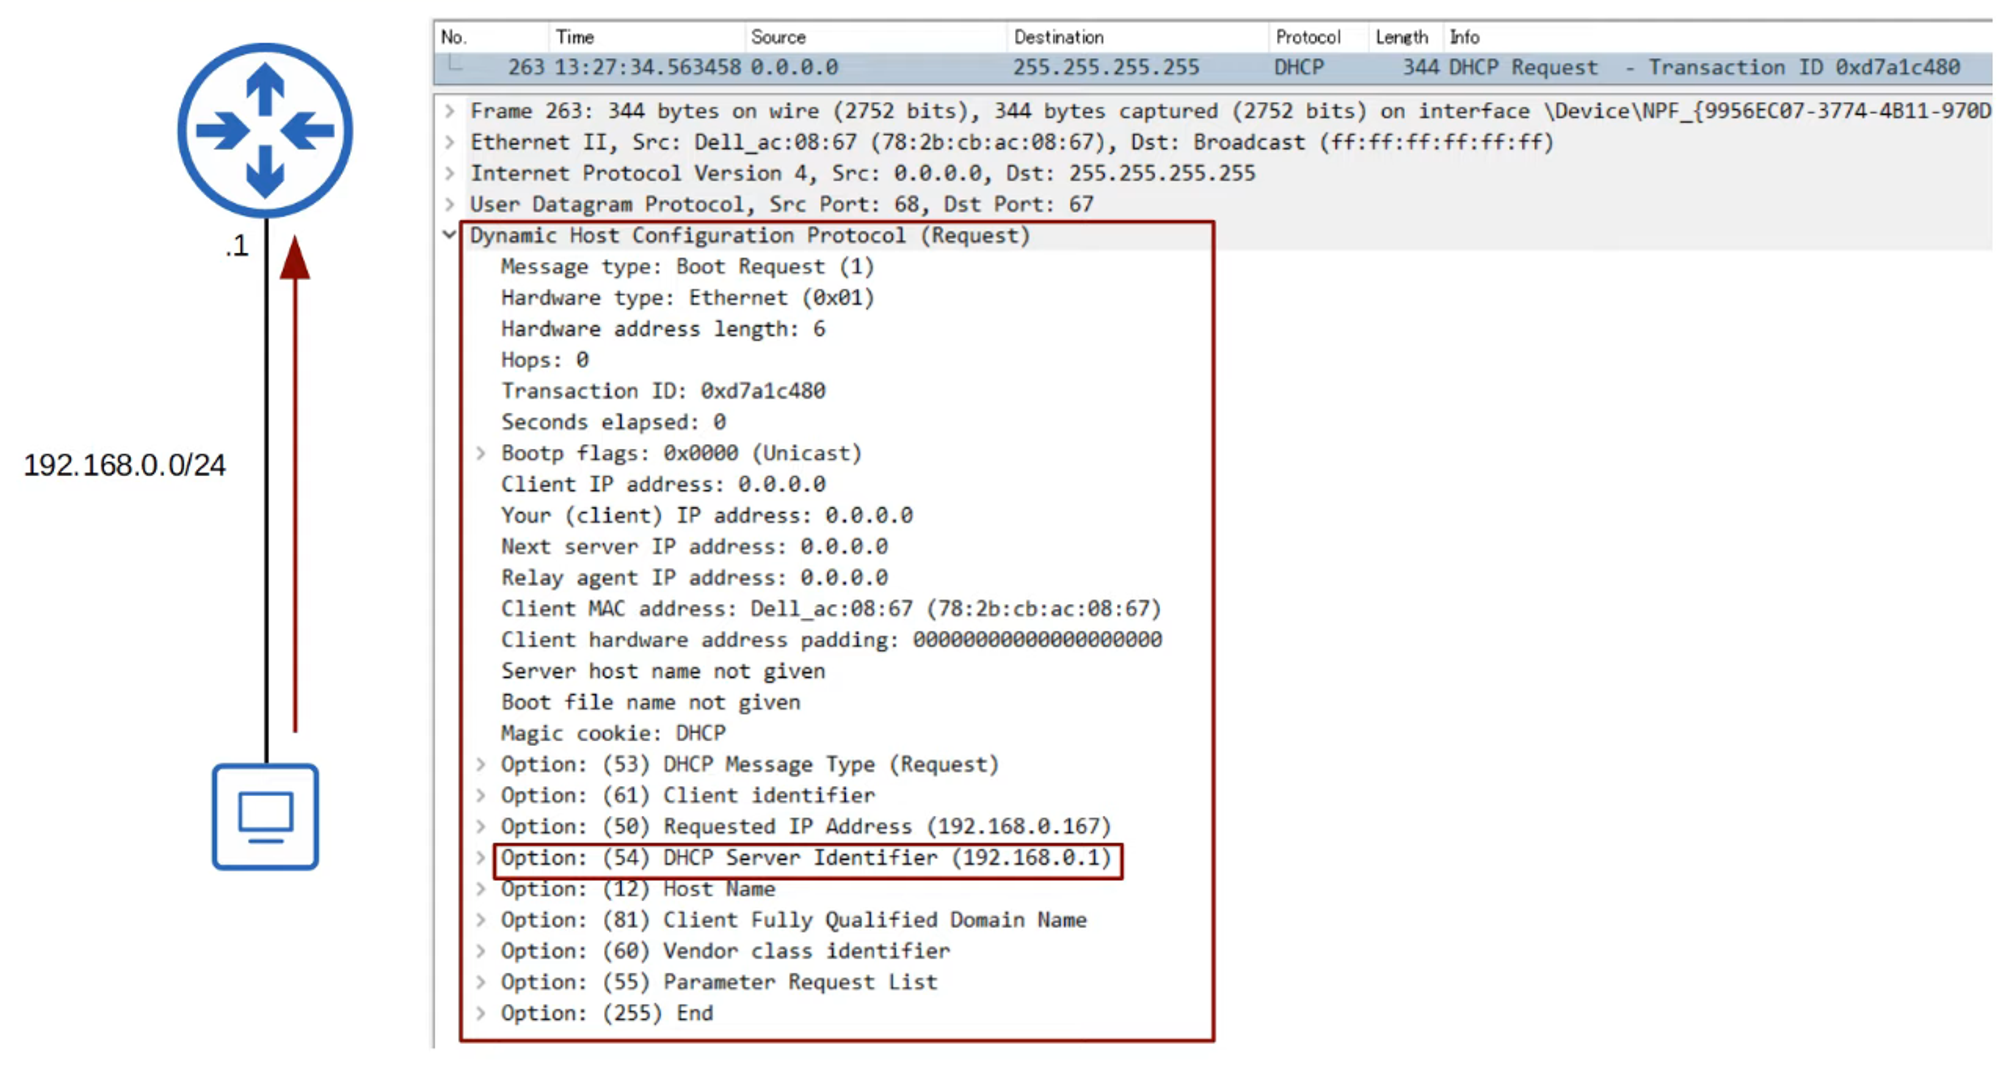 No. Time Source Destination Protocol Length Info
263 13:27:34.563458 0.0.0.0 255.255.255.255 DHCP 344 DHCP Request - Transaction ID 0xd7a1c480
Frame 263: 344 bytes on wire (2752 bits), 344 bytes captured (2752 bits) on interface \Device\NPF_{9956EC07-3774-4B11-970D
Ethernet II, Src: Dell_ac:08:67 (78:2b:cb:ac:08:67), Dst: Broadcast (ff:ff:ff:ff:ff:ff)
Internet Protocol Version 4, Src: 0.0.0.0, Dst: 255.255.255.255
User Datagram Protocol, Src Port: 68, Dst Port: 67
Dynamic Host Configuration Protocol (Request)
Message type: Boot Request (1)
Hardware type: Ethernet (0x01)
Hardware address length: 6
Hops: 0
Transaction ID: 0xd7a1c480
Seconds elapsed: 0
Bootp flags: 0x0000 (Unicast)
Client IP address: 0.0.0.0
Your (client) IP address: 0.0.0.0
Next server IP address: 0.0.0.0
Relay agent IP address: 0.0.0.0
Client MAC address: Dell_ac:08:67 (78:2b:cb:ac:08:67)
Client hardware address padding: 00000000000000000000
Server host name not given
Boot file name not given
Magic cookie: DHCP
Option: (53) DHCP Message Type (Request)
Option: (61) Client identifier
Option: (50) Requested IP Address (192.168.0.167)
Option: (54) DHCP Server Identifier (192.168.0.1)
Option: (12) Host Name
Option: (81) Client Fully Qualified Domain Name
Option: (60) Vendor class identifier
Option: (55) Parameter Request List
Option: (255) End
.1
192.168.0.0/24